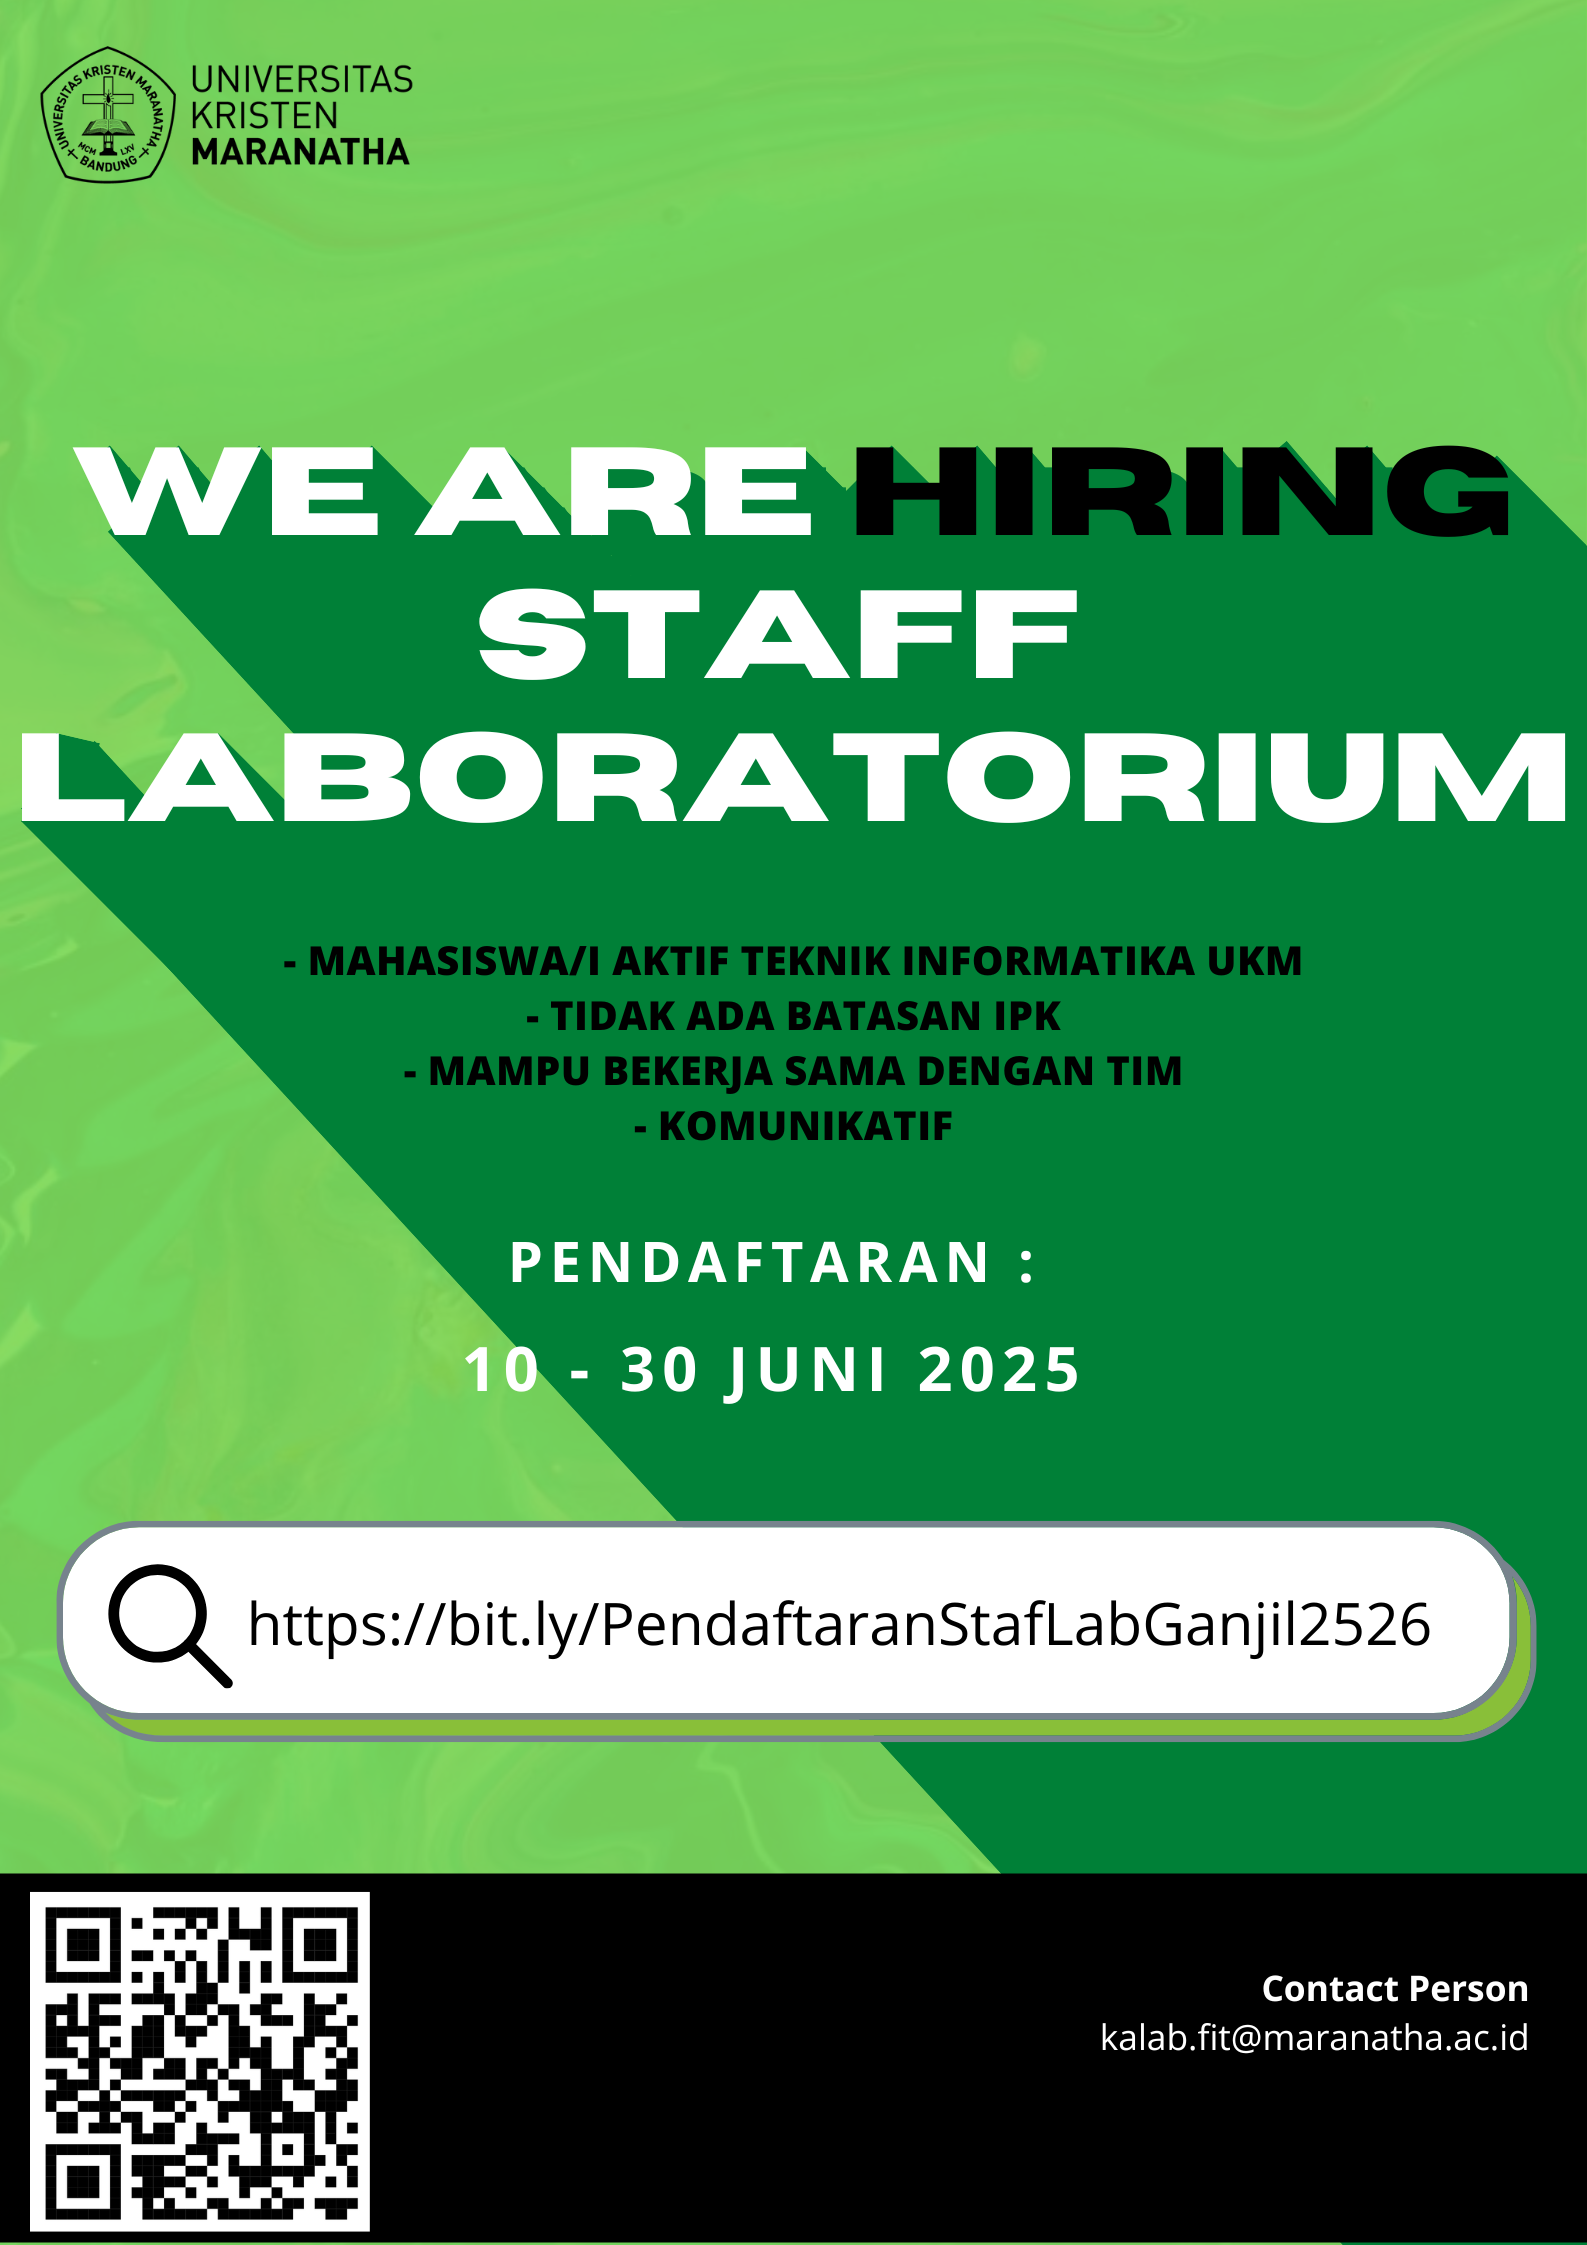 UNIVERSITAS KRISTEN MARANATHA
MCM LXV
BANDUNG
UNIVERSITAS
KRISTEN
MARANATHA
WE ARE HIRING
STAFF
LABORATORIUM
- MAHASISWA/I AKTIF TEKNIK INFORMATIKA UKM
- TIDAK ADA BATASAN IPK
- MAMPU BEKERJA SAMA DENGAN TIM
- KOMUNIKATIF
PENDAFTARAN :
10 - 30 JUNI 2025
https://bit.ly/PendaftaranStafLabGanjil2526
Contact Person
kalab.fit@maranatha.ac.id